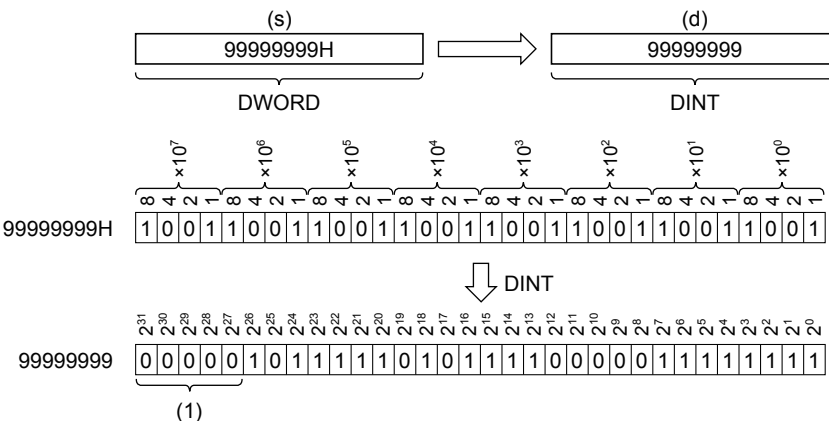 (s) (d)
99999999H 99999999
DWORD DINT
×10⁷ ×10⁶ ×10⁵ ×10⁴ ×10³ ×10² ×10¹ ×10⁰
8 4 2 1 8 4 2 1 8 4 2 1 8 4 2 1 8 4 2 1 8 4 2 1 8 4 2 1 8 4 2 1
99999999H 1 0 0 1 1 0 0 1 1 0 0 1 1 0 0 1 1 0 0 1 1 0 0 1 1 0 0 1 1 0 0 1
DINT
2³¹ 2³⁰ 2²⁹ 2²⁸ 2²⁷ 2²⁶ 2²⁵ 2²⁴ 2²³ 2²² 2²¹ 2²⁰ 2¹⁹ 2¹⁸ 2¹⁷ 2¹⁶ 2¹⁵ 2¹⁴ 2¹³ 2¹² 2¹¹ 2¹⁰ 2⁹ 2⁸ 2⁷ 2⁶ 2⁵ 2⁴ 2³ 2² 2¹ 2⁰
99999999 0 0 0 0 0 1 0 1 1 1 1 1 0 1 0 1 1 1 1 0 0 0 0 0 1 1 1 1 1 1 1 1
(1)